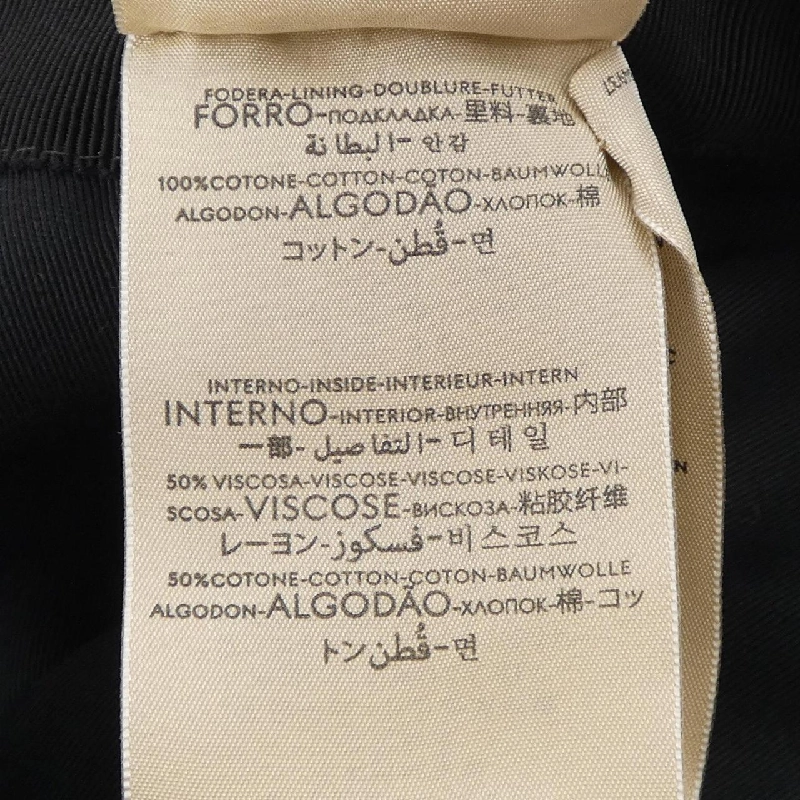 FODERA-LINING-DOUBLURE-FUTTER
FORRO-ПОДКЛАДКА-里料-裏地
البطانة-안감
100%COTONE-COTTON-COTON-BAUMWOLLE
ALGODON-ALGODÃO-ХЛОПОК-棉
コットン-قُطن-면
INTERNO-INSIDE-INTERIEUR-INTERN
INTERNO-INTERIOR-ВНУТРЕННЯЯ-内部
一部-التفاصيل-디테일
50% VISCOSA-VISCOSE-VISCOSE-VISKOSE-VI-
SCOSA-VISCOSE-ВИСКОЗА-粘胶纤维
レーヨン-فسكوز-비스코스
50%COTONE-COTTON-COTON-BAUMWOLLE
ALGODON-ALGODÃO-ХЛОПОК-棉-コッ
トン-قُطن-면